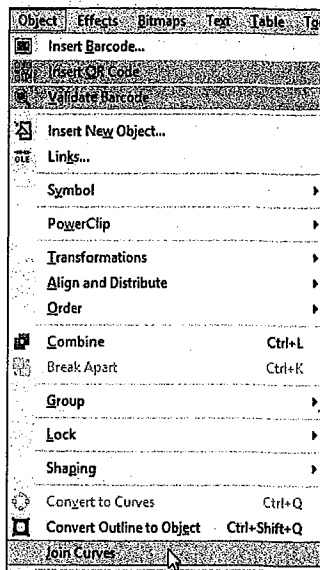 Object Effects Bitmaps Text Table To
Insert Barcode...
Insert QR Code
Validate Barcode
Insert New Object...
OLE Links...
Symbol
PowerClip
Transformations
Align and Distribute
Order
Combine Ctrl+L
Break Apart Ctrl+K
Group
Lock
Shaping
Convert to Curves Ctrl+Q
Convert Outline to Object Ctrl+Shift+Q
Join Curves